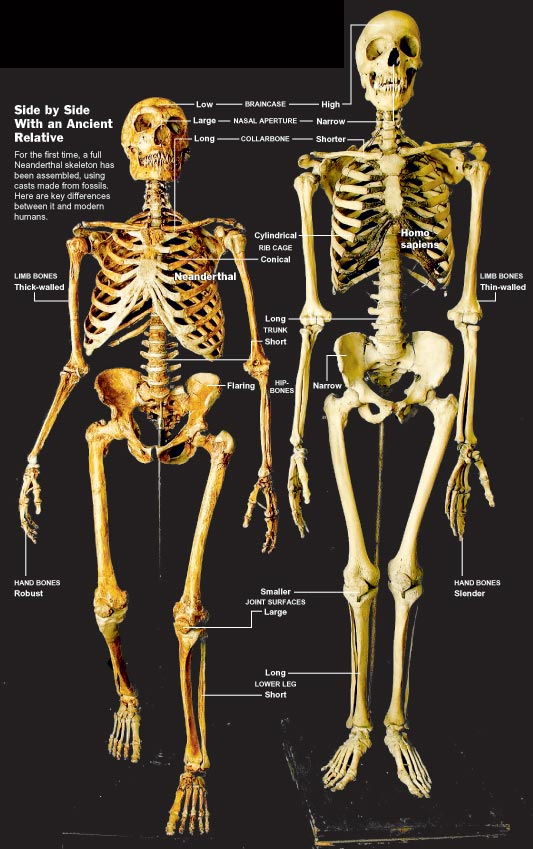 Side by Side
With an Ancient
Relative
For the first time, a full
Neanderthal skeleton has
been assembled, using
casts made from fossils.
Here are key differences
between it and modern
humans.
Low BRAINCASE High
Large NASAL APERTURE Narrow
Long COLLARBONE Shorter
Cylindrical
RIB CAGE
Conical
Homo
sapiens
Neanderthal
LIMB BONES
Thick-walled
LIMB BONES
Thin-walled
Long
TRUNK
Short
Flaring
HIP-
BONES
Narrow
HAND BONES
Robust
HAND BONES
Slender
Smaller
JOINT SURFACES
Large
Long
LOWER LEG
Short